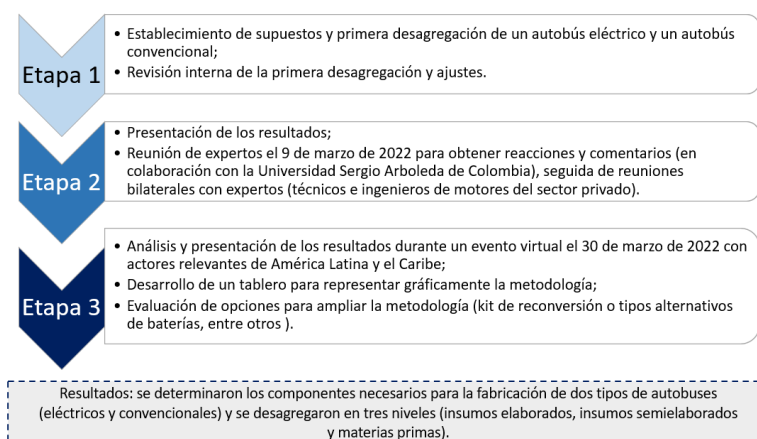 Etapa 1
• Establecimiento de supuestos y primera desagregación de un autobús eléctrico y un autobús
convencional;
• Revisión interna de la primera desagregación y ajustes.
Etapa 2
• Presentación de los resultados;
• Reunión de expertos el 9 de marzo de 2022 para obtener reacciones y comentarios (en
colaboración con la Universidad Sergio Arboleda de Colombia), seguida de reuniones
bilaterales con expertos (técnicos e ingenieros de motores del sector privado).
Etapa 3
• Análisis y presentación de los resultados durante un evento virtual el 30 de marzo de 2022 con
actores relevantes de América Latina y el Caribe;
• Desarrollo de un tablero para representar gráficamente la metodología;
• Evaluación de opciones para ampliar la metodología (kit de reconversión o tipos alternativos
de baterías, entre otros ).
Resultados: se determinaron los componentes necesarios para la fabricación de dos tipos de autobuses
(eléctricos y convencionales) y se desagregaron en tres niveles (insumos elaborados, insumos semielaborados
y materias primas).